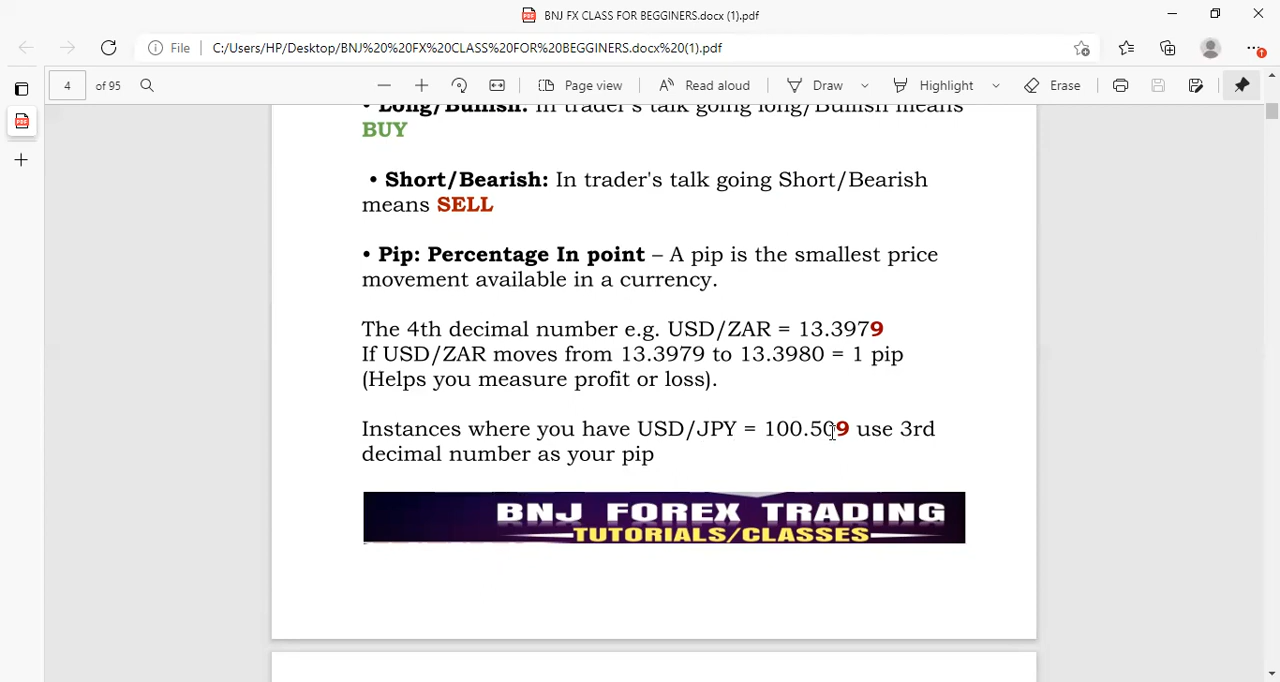 BNJ FX CLASS FOR BEGGINERS.docx (1).pdf
File C:/Users/HP/Desktop/BNJ%20%20FX%20CLASS%20FOR%20BEGGINERS.docx%20(1).pdf
4 of 95 Page view Read aloud Draw Highlight Erase
• Long/Bullish: In trader's talk going long/Bullish means
BUY
• Short/Bearish: In trader's talk going Short/Bearish
means SELL
• Pip: Percentage In point – A pip is the smallest price
movement available in a currency.
The 4th decimal number e.g. USD/ZAR = 13.3979
If USD/ZAR moves from 13.3979 to 13.3980 = 1 pip
(Helps you measure profit or loss).
Instances where you have USD/JPY = 100.509 use 3rd
decimal number as your pip
BNJ FOREX TRADING
TUTORIALS/CLASSES